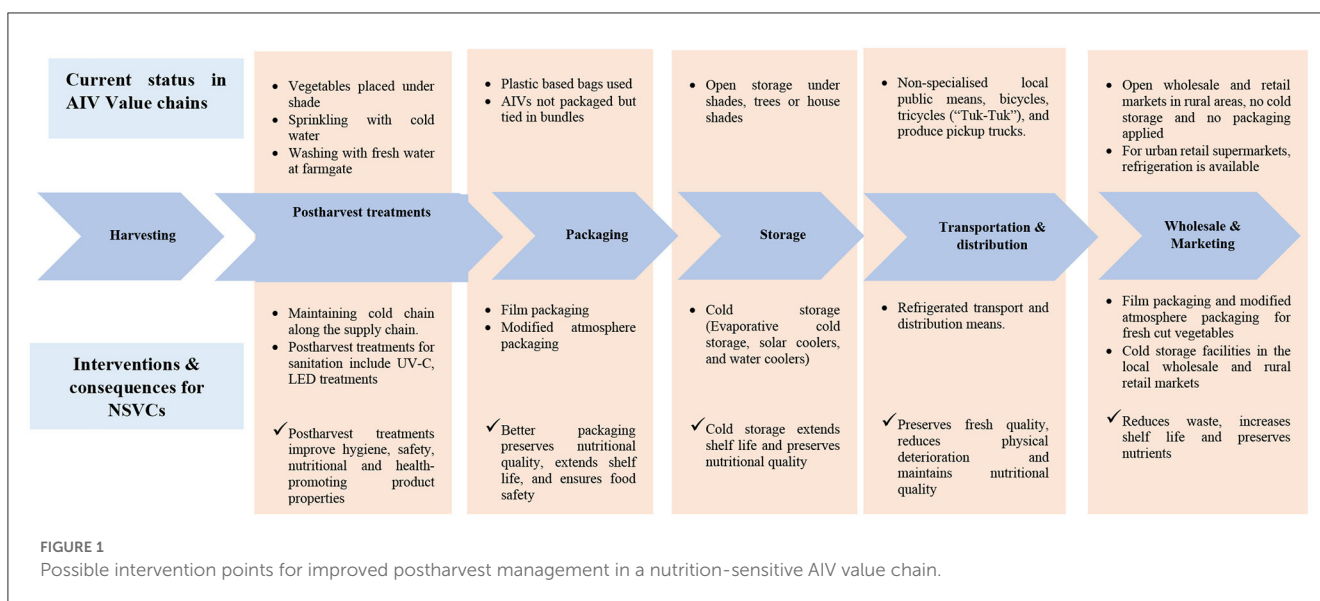 Current status in
AIV Value chains
• Vegetables placed under
shade
• Sprinkling with cold
water
• Washing with fresh water
at farmgate
• Plastic based bags used
• AIVs not packaged but
tied in bundles
• Open storage under
shades, trees or house
shades
• Non-specialised local
public means, bicycles,
tricycles (“Tuk-Tuk”), and
produce pickup trucks.
• Open wholesale and retail
markets in rural areas, no cold
storage and no packaging
applied
• For urban retail supermarkets,
refrigeration is available
Harvesting
Postharvest treatments
Packaging
Storage
Transportation &
distribution
Wholesale &
Marketing
Interventions &
consequences for
NSVCs
• Maintaining cold chain
along the supply chain.
• Postharvest treatments for
sanitation include UV-C,
LED treatments
✓ Postharvest treatments
improve hygiene, safety,
nutritional and health-
promoting product
properties
• Film packaging
• Modified atmosphere
packaging
✓ Better packaging
preserves nutritional
quality, extends shelf
life, and ensures food
safety
• Cold storage
(Evaporative cold
storage, solar coolers,
and water coolers)
✓ Cold storage extends
shelf life and preserves
nutritional quality
• Refrigerated transport and
distribution means.
✓ Preserves fresh quality,
reduces physical
deterioration and
maintains nutritional
quality
• Film packaging and modified
atmosphere packaging for
fresh cut vegetables
• Cold storage facilities in the
local wholesale and rural
retail markets
✓ Reduces waste, increases
shelf life and preserves
nutrients
FIGURE 1
Possible intervention points for improved postharvest management in a nutrition-sensitive AIV value chain.